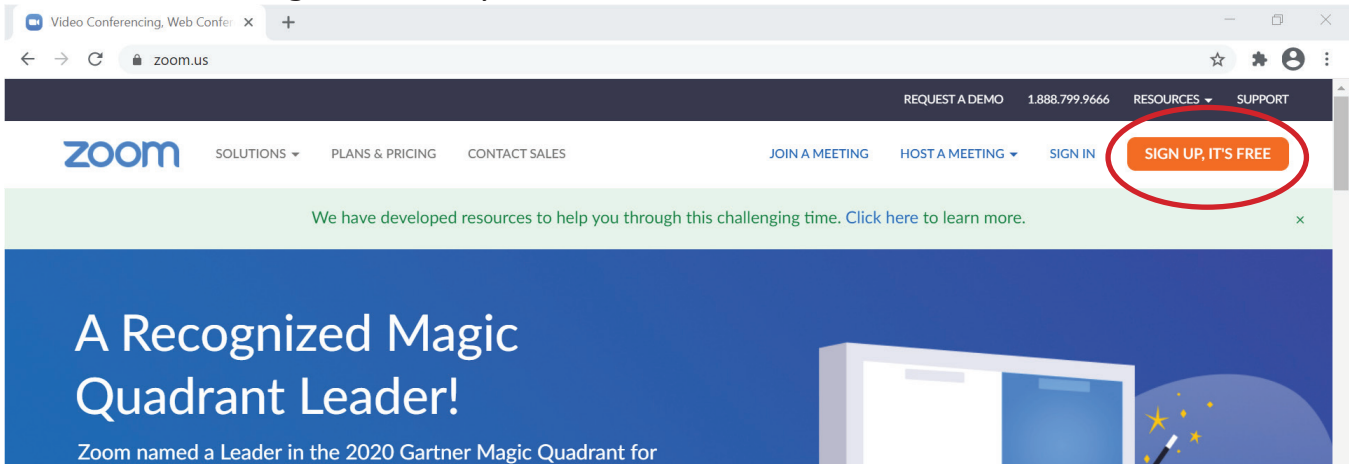 Video Conferencing, Web Confer
zoom.us
REQUEST A DEMO 1.888.799.9666 RESOURCES SUPPORT
zoom SOLUTIONS PLANS & PRICING CONTACT SALES JOIN A MEETING HOST A MEETING SIGN IN SIGN UP, IT'S FREE
We have developed resources to help you through this challenging time. Click here to learn more. ×
A Recognized Magic
Quadrant Leader!
Zoom named a Leader in the 2020 Gartner Magic Quadrant for